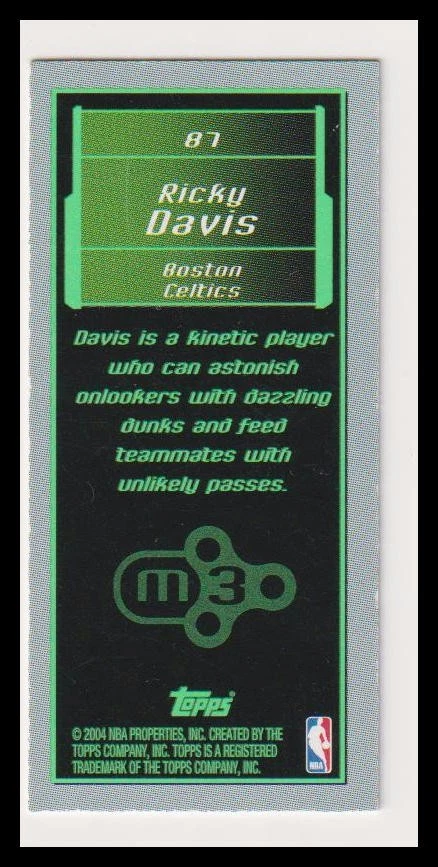 87
Ricky
Davis
Boston
Celtics
Davis is a kinetic player
who can astonish
onlookers with dazzling
dunks and feed
teammates with
unlikely passes.
m3
Topps
© 2004 NBA PROPERTIES, INC. CREATED BY THE
TOPPS COMPANY, INC. TOPPS IS A REGISTERED
TRADEMARK OF THE TOPPS COMPANY, INC.
NBA